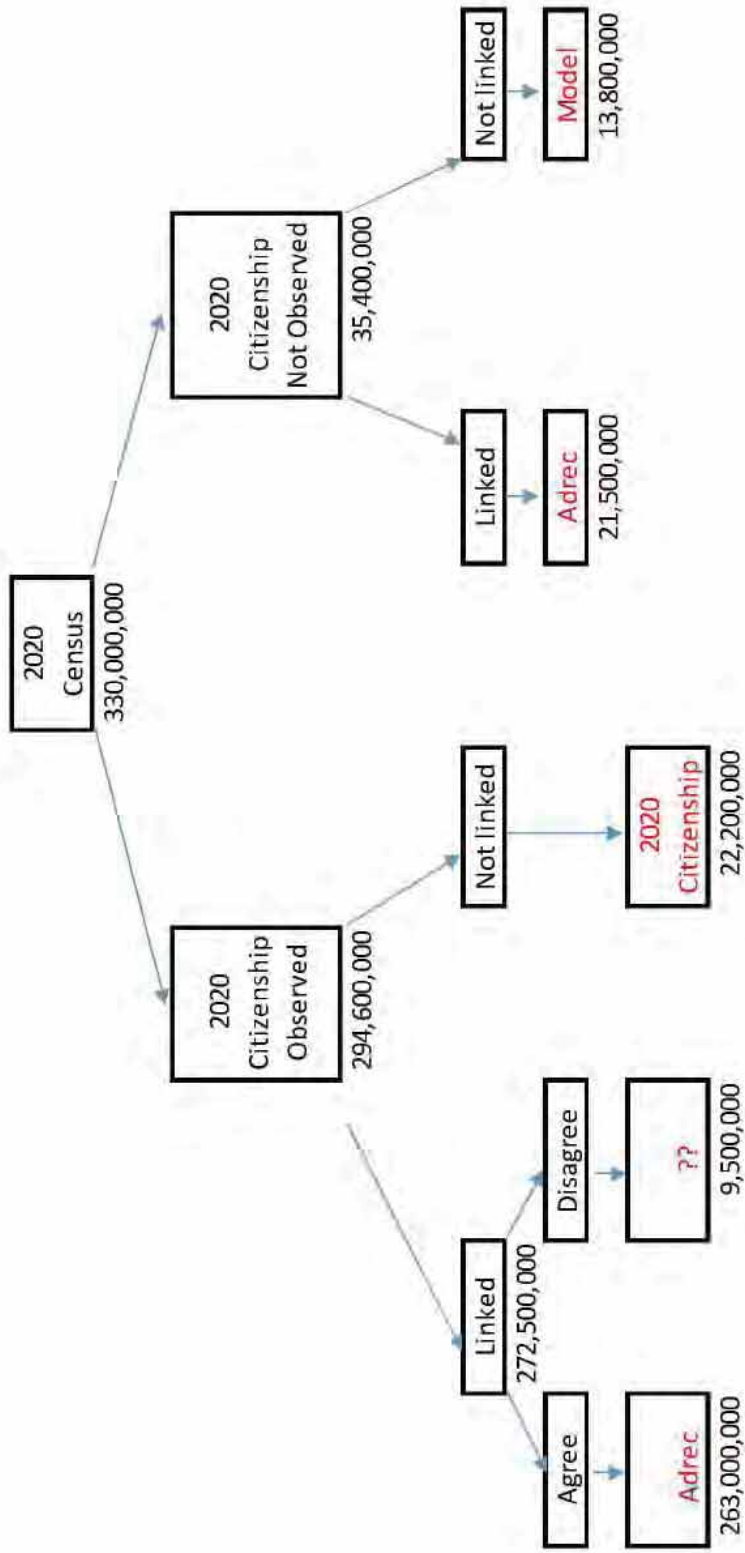 2020
Census
330,000,000
2020
Citizenship
Observed
294,600,000
2020
Citizenship
Not Observed
35,400,000
Linked
272,500,000
Not linked
Linked
Not linked
Agree
Disagree
Adrec
21,500,000
Model
13,800,000
Adrec
263,000,000
??
9,500,000
2020
Citizenship
22,200,000